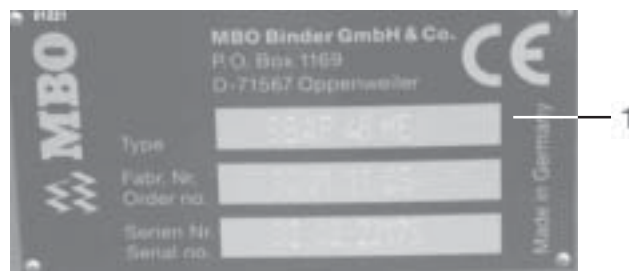 MBO
MBO Binder GmbH & Co.
P.O. Box 1169
D-71567 Oppenweiler
CE
Type
Fabr. Nr.
Order no.
Serien Nr.
Serial no.
Made in Germany
1